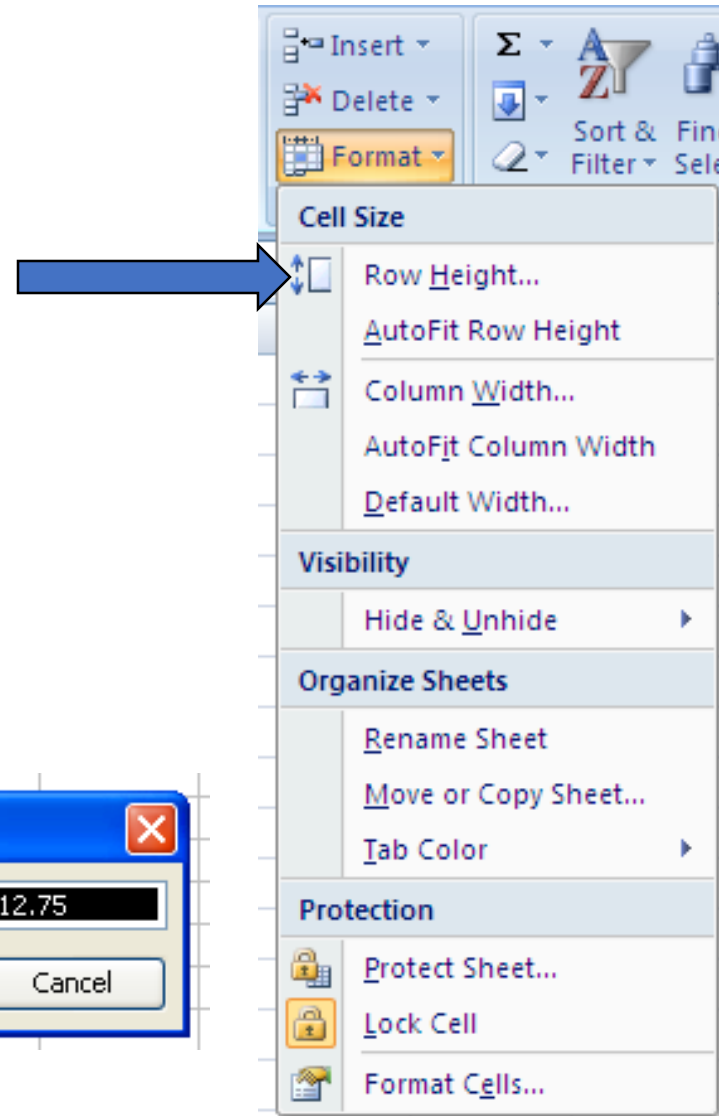 Insert
Delete
Format
Σ
Sort &
Filter
Cell Size
Row Height...
AutoFit Row Height
Column Width...
AutoFit Column Width
Default Width...
Visibility
Hide & Unhide
Organize Sheets
Rename Sheet
Move or Copy Sheet...
Tab Color
Protection
Protect Sheet...
Lock Cell
Format Cells...
12.75
Cancel